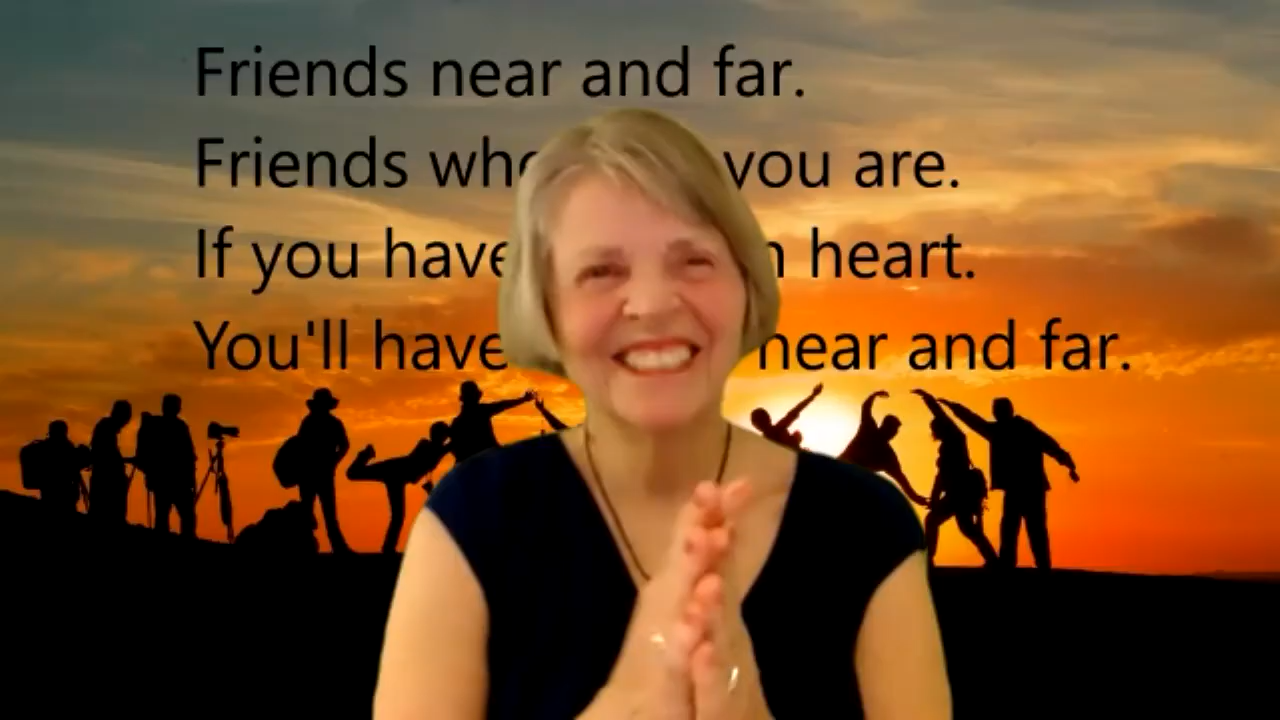 Friends near and far.
Friends who you are.
If you have heart.
You'll have near and far.